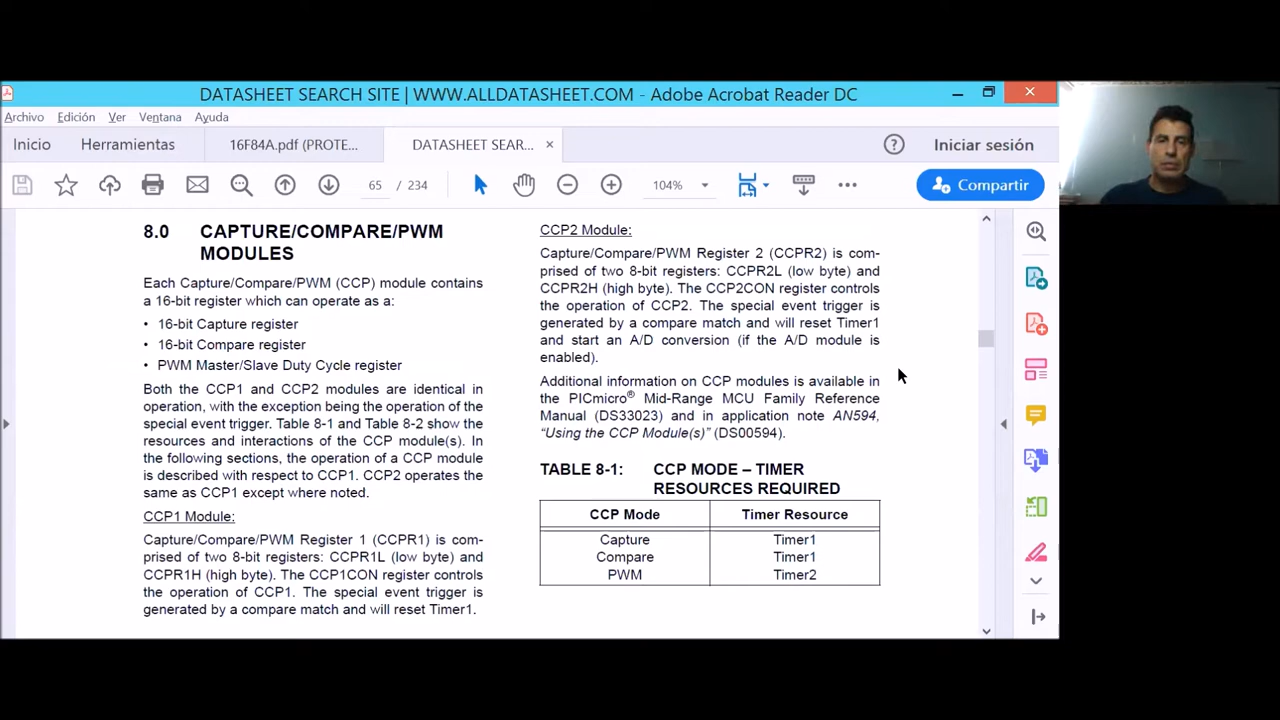 DATASHEET SEARCH SITE | WWW.ALLDATASHEET.COM - Adobe Acrobat Reader DC
Archivo Edición Ver Ventana Ayuda
Inicio Herramientas 16F84A.pdf (PROTE... DATASHEET SEAR... × Iniciar sesión
65 / 234 104% Compartir
8.0 CAPTURE/COMPARE/PWM
MODULES
Each Capture/Compare/PWM (CCP) module contains
a 16-bit register which can operate as a:
• 16-bit Capture register
• 16-bit Compare register
• PWM Master/Slave Duty Cycle register
Both the CCP1 and CCP2 modules are identical in
operation, with the exception being the operation of the
special event trigger. Table 8-1 and Table 8-2 show the
resources and interactions of the CCP module(s). In
the following sections, the operation of a CCP module
is described with respect to CCP1. CCP2 operates the
same as CCP1 except where noted.
CCP1 Module:
Capture/Compare/PWM Register 1 (CCPR1) is com-
prised of two 8-bit registers: CCPR1L (low byte) and
CCPR1H (high byte). The CCP1CON register controls
the operation of CCP1. The special event trigger is
generated by a compare match and will reset Timer1.
CCP2 Module:
Capture/Compare/PWM Register 2 (CCPR2) is com-
prised of two 8-bit registers: CCPR2L (low byte) and
CCPR2H (high byte). The CCP2CON register controls
the operation of CCP2. The special event trigger is
generated by a compare match and will reset Timer1
and start an A/D conversion (if the A/D module is
enabled).
Additional information on CCP modules is available in
the PICmicro® Mid-Range MCU Family Reference
Manual (DS33023) and in application note AN594,
“Using the CCP Module(s)” (DS00594).
TABLE 8-1: CCP MODE – TIMER
RESOURCES REQUIRED
CCP Mode Timer Resource
Capture Timer1
Compare Timer1
PWM Timer2